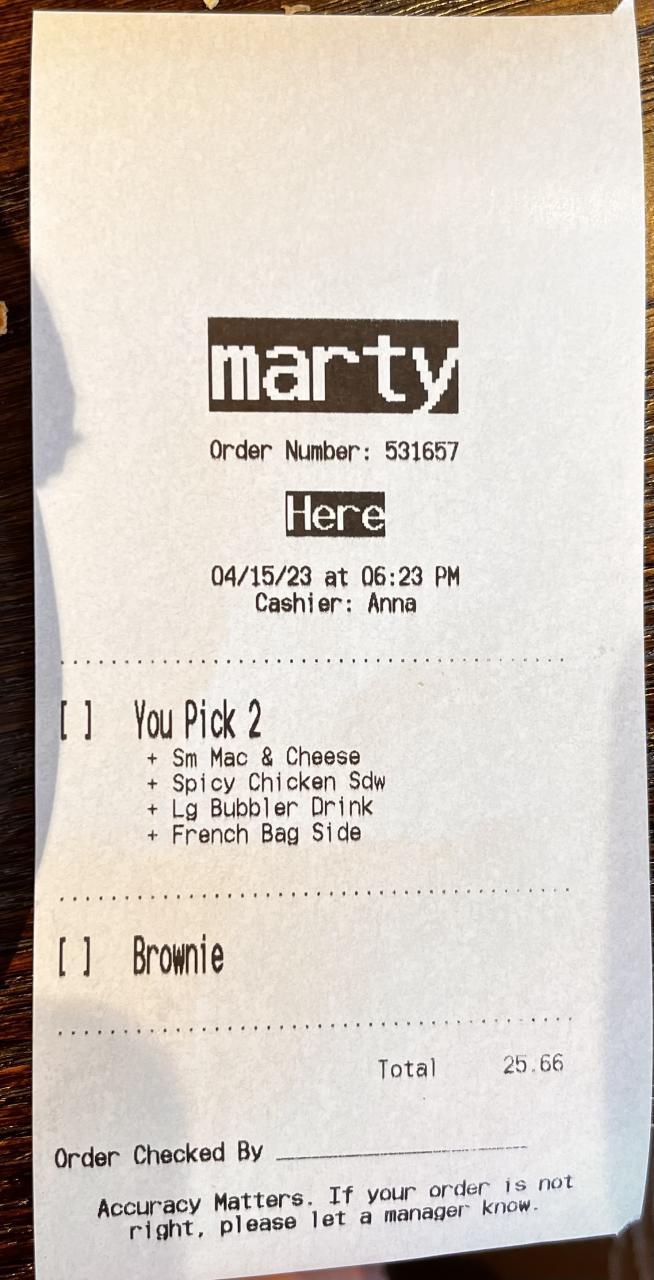 marty
Order Number: 531657
Here
04/15/23 at 06:23 PM
Cashier: Anna
[ ] You Pick 2
+ Sm Mac & Cheese
+ Spicy Chicken Sdw
+ Lg Bubbler Drink
+ French Bag Side
[ ] Brownie
Total 25.66
Order Checked By
Accuracy Matters. If your order is not
right, please let a manager know.